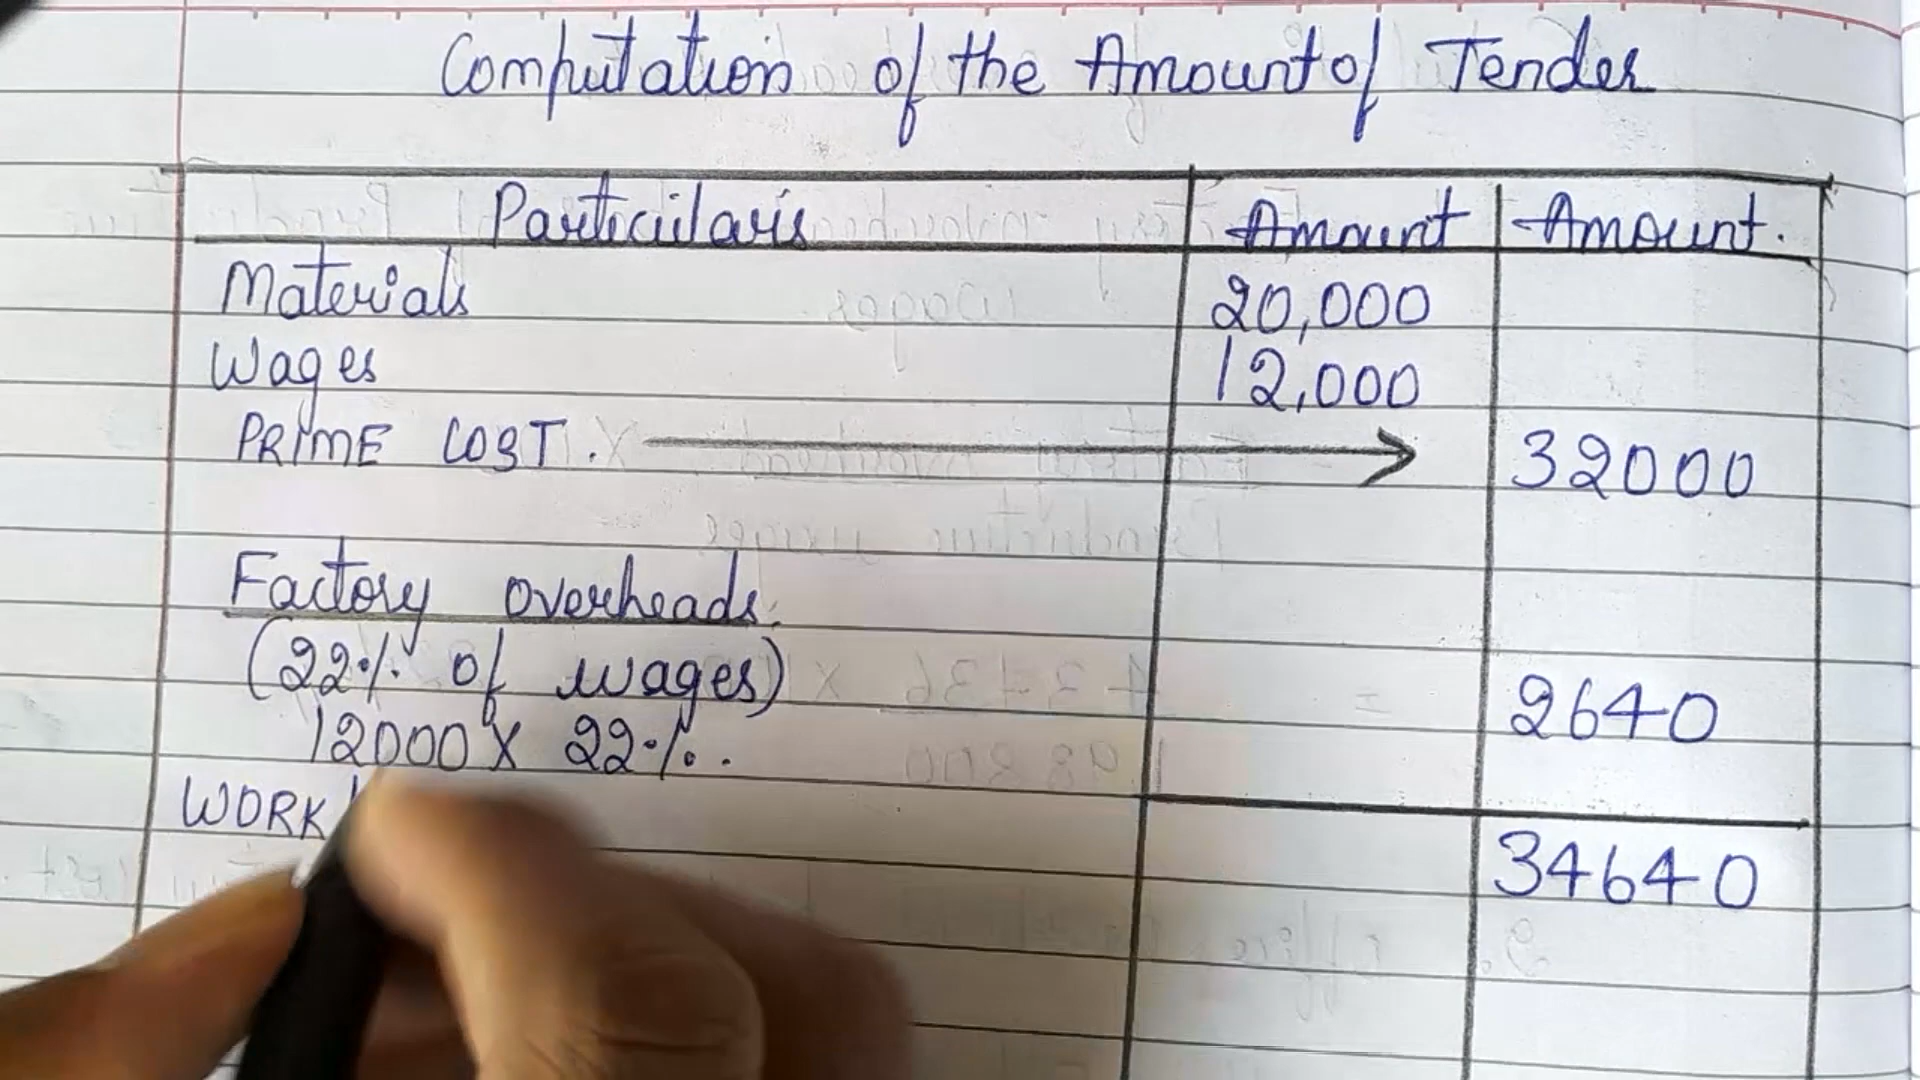 Computation of the Amount of Tender
Particulars Amount Amount.
Materials 20,000
Wages 12,000
PRIME COST. 32000
Factory overheads.
(22% of wages) 2640
12000 X 22%.
WORK 34640